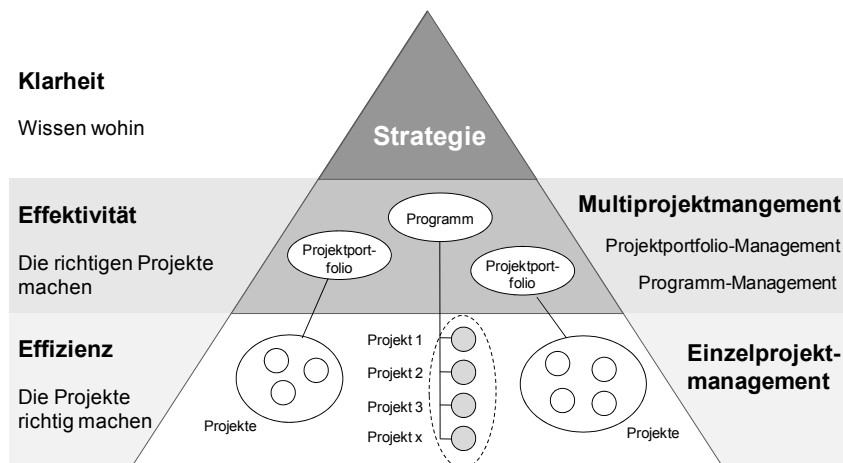 Klarheit
Wissen wohin
Strategie
Effektivität
Die richtigen Projekte
machen
Programm
Projektport-
folio
Projektport-
folio
Multiprojektmangement
Projektportfolio-Management
Programm-Management
Effizienz
Die Projekte
richtig machen
Projekte
Projekt 1
Projekt 2
Projekt 3
Projekt x
Projekte
Einzelprojekt-
management